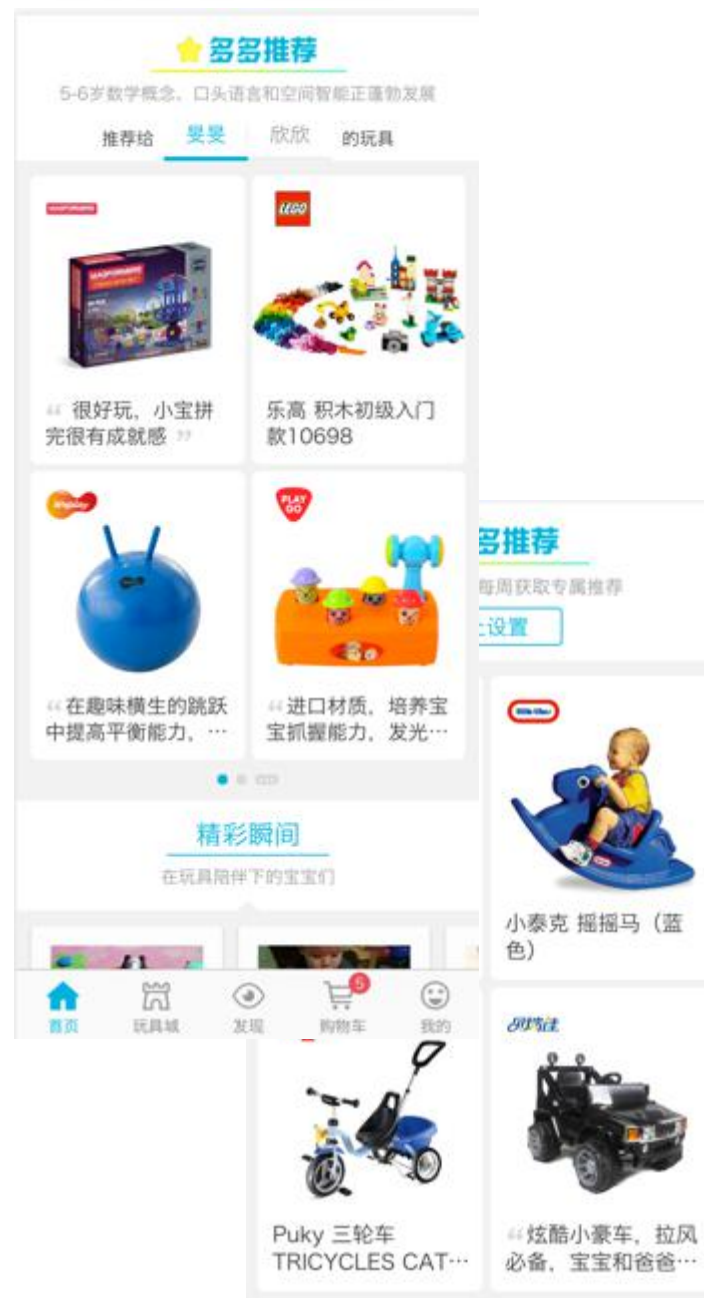 多多推荐
5-6岁数学概念、口头语言和空间智能正蓬勃发展
推荐给 旻旻 欣欣 的玩具
MAGFORMERS
LEGO
MAGFORMERS
“ 很好玩，小宝拼
完很有成就感 ”
乐高 积木初级入门
款10698
PLAY
GO
“在趣味横生的跳跃
中提高平衡能力，…
“进口材质，培养宝
宝抓握能力，发光…
精彩瞬间
在玩具陪伴下的宝宝们
首页 玩具城 发现 5 购物车 我的
多推荐
每周获取专属推荐
设置
little tikes
小泰克 摇摇马（蓝
色）
Puky 三轮车
TRICYCLES CAT…
“炫酷小豪车，拉风
必备，宝宝和爸爸…